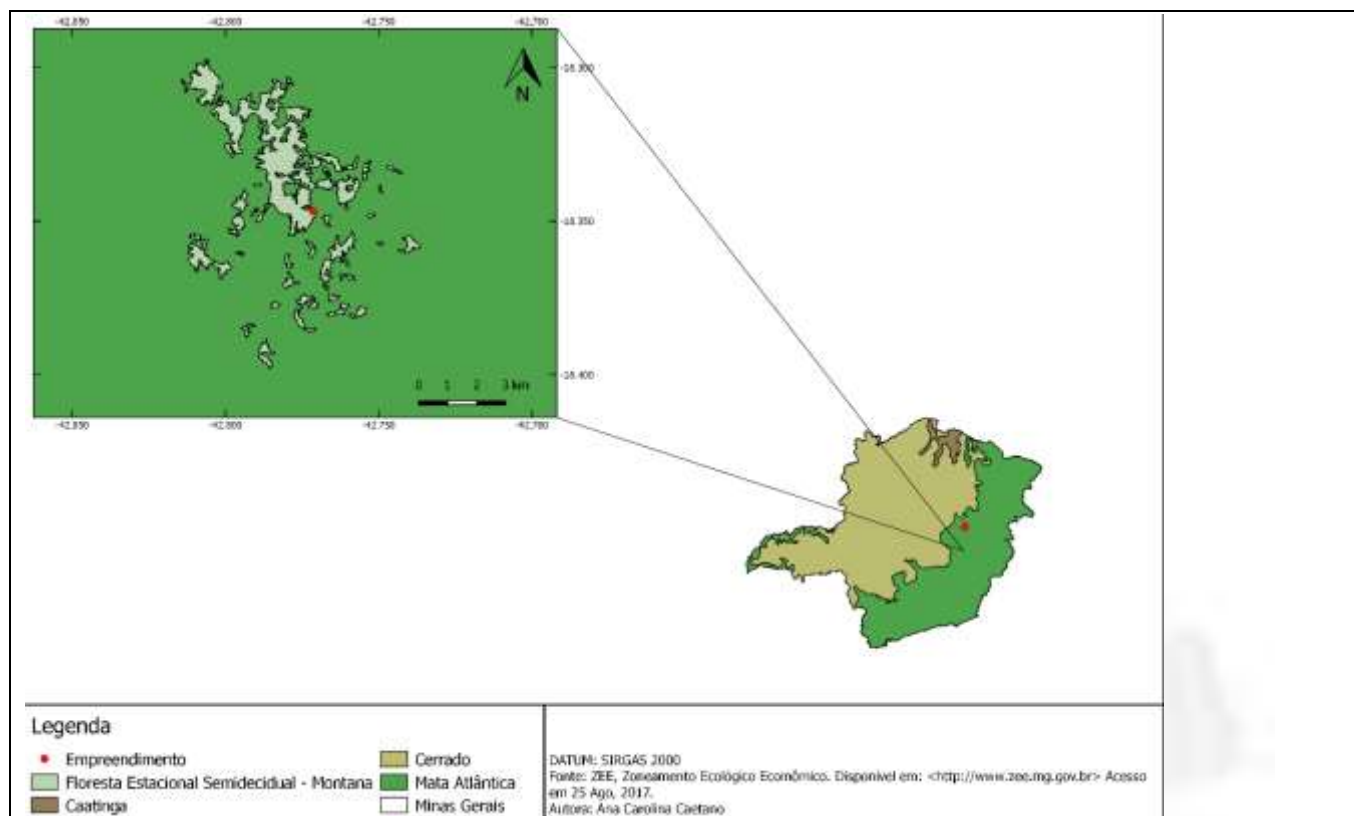 -42.850 -42.800 -42.750 -42.700
-18.300
N
-18.350
0 1 2 3 km
-18.400
-42.850 -42.800 -42.750 -42.700
Legenda
Empreendimento
Floresta Estacional Semidecidual - Montana
Caatinga
Cerrado
Mata Atlântica
Minas Gerais
DATUM: SIRGAS 2000
Fonte: ZEE, Zoneamento Ecológico Econômico. Disponível em: <http://www.zee.mg.gov.br> Acesso
em 25 Ago, 2017.
Autora: Ana Carolina Caetano